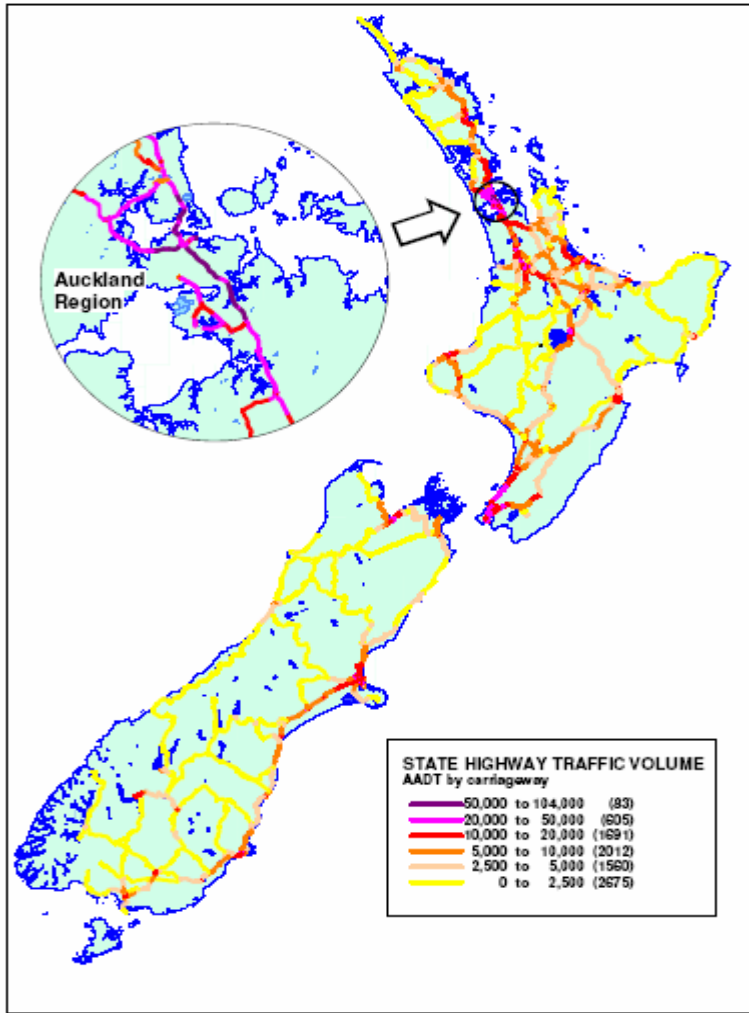 Auckland
Region
STATE HIGHWAY TRAFFIC VOLUME
AADT by carriageway
50,000 to 104,000 (83)
20,000 to 50,000 (605)
10,000 to 20,000 (1691)
5,000 to 10,000 (2012)
2,500 to 5,000 (1560)
0 to 2,500 (2675)